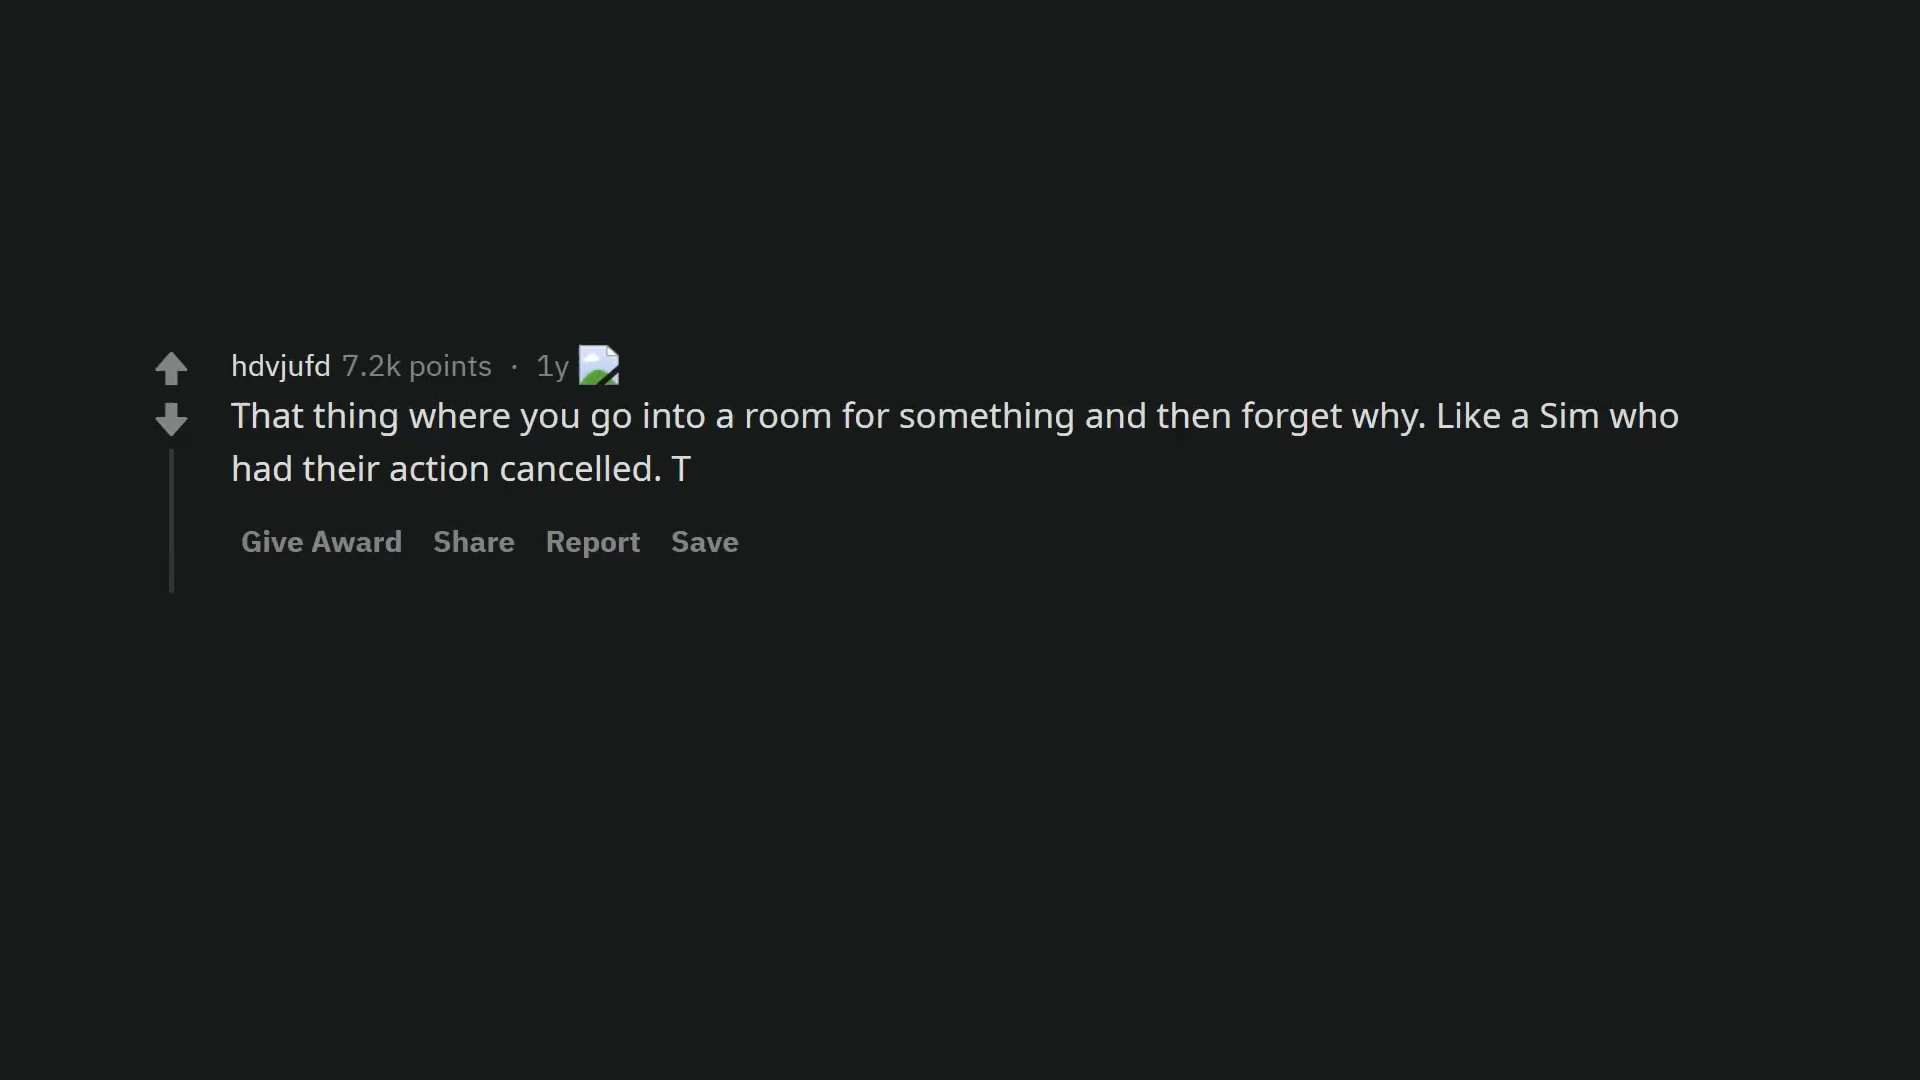 hdvjufd 7.2k points · 1y
That thing where you go into a room for something and then forget why. Like a Sim who
had their action cancelled. T
Give Award Share Report Save